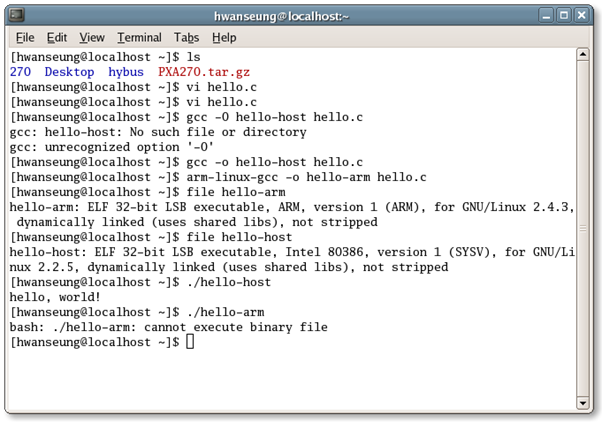 hwanseung@localhost:~
File Edit View Terminal Tabs Help
[hwanseung@localhost ~]$ ls
270 Desktop hybus PXA270.tar.gz
[hwanseung@localhost ~]$ vi hello.c
[hwanseung@localhost ~]$ vi hello.c
[hwanseung@localhost ~]$ gcc -O hello-host hello.c
gcc: hello-host: No such file or directory
gcc: unrecognized option '-O'
[hwanseung@localhost ~]$ gcc -o hello-host hello.c
[hwanseung@localhost ~]$ arm-linux-gcc -o hello-arm hello.c
[hwanseung@localhost ~]$ file hello-arm
hello-arm: ELF 32-bit LSB executable, ARM, version 1 (ARM), for GNU/Linux 2.4.3,
dynamically linked (uses shared libs), not stripped
[hwanseung@localhost ~]$ file hello-host
hello-host: ELF 32-bit LSB executable, Intel 80386, version 1 (SYSV), for GNU/Li
nux 2.2.5, dynamically linked (uses shared libs), not stripped
[hwanseung@localhost ~]$ ./hello-host
hello, world!
[hwanseung@localhost ~]$ ./hello-arm
bash: ./hello-arm: cannot execute binary file
[hwanseung@localhost ~]$